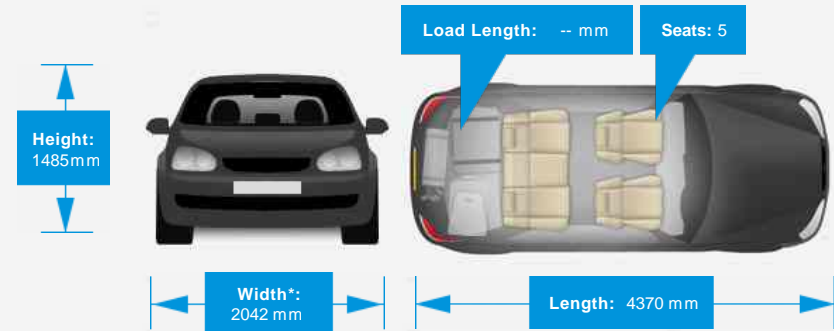 Load Length: -- mm
Seats: 5
Height:
1485mm
Width*:
2042 mm
Length: 4370 mm